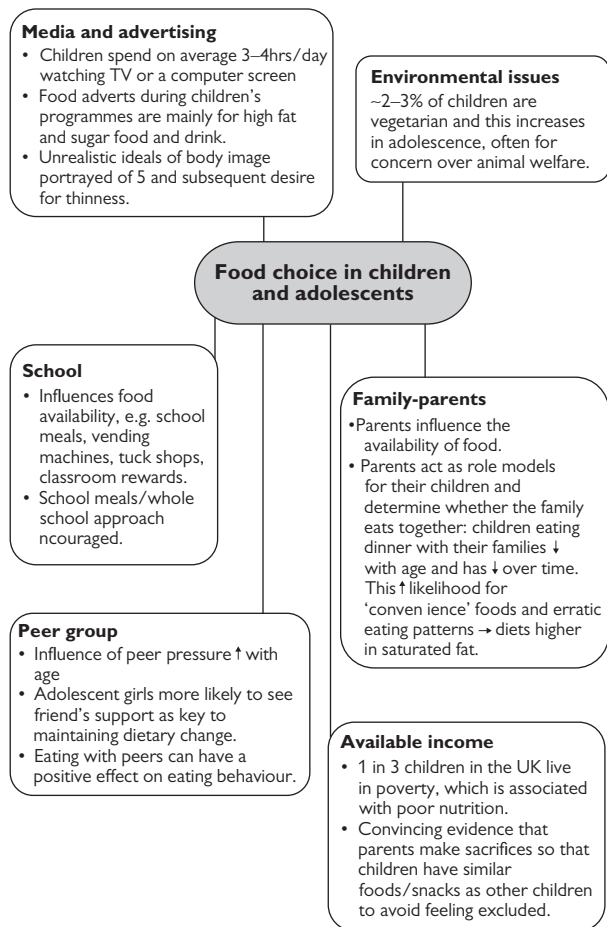 Media and advertising
• Children spend on average 3–4hrs/day
watching TV or a computer screen
• Food adverts during children's
programmes are mainly for high fat
and sugar food and drink.
• Unrealistic ideals of body image
portrayed of 5 and subsequent desire
for thinness.
Environmental issues
~2–3% of children are
vegetarian and this increases
in adolescence, often for
concern over animal welfare.
Food choice in children
and adolescents
School
• Influences food
availability, e.g. school
meals, vending
machines, tuck shops,
classroom rewards.
• School meals/whole
school approach
ncouraged.
Family-parents
•Parents influence the
availability of food.
• Parents act as role models
for their children and
determine whether the family
eats together: children eating
dinner with their families ↓
with age and has ↓ over time.
This ↑ likelihood for
'conven ience' foods and erratic
eating patterns → diets higher
in saturated fat.
Peer group
• Influence of peer pressure ↑ with
age
• Adolescent girls more likely to see
friend's support as key to
maintaining dietary change.
• Eating with peers can have a
positive effect on eating behaviour.
Available income
• 1 in 3 children in the UK live
in poverty, which is associated
with poor nutrition.
• Convincing evidence that
parents make sacrifices so that
children have similar
foods/snacks as other children
to avoid feeling excluded.